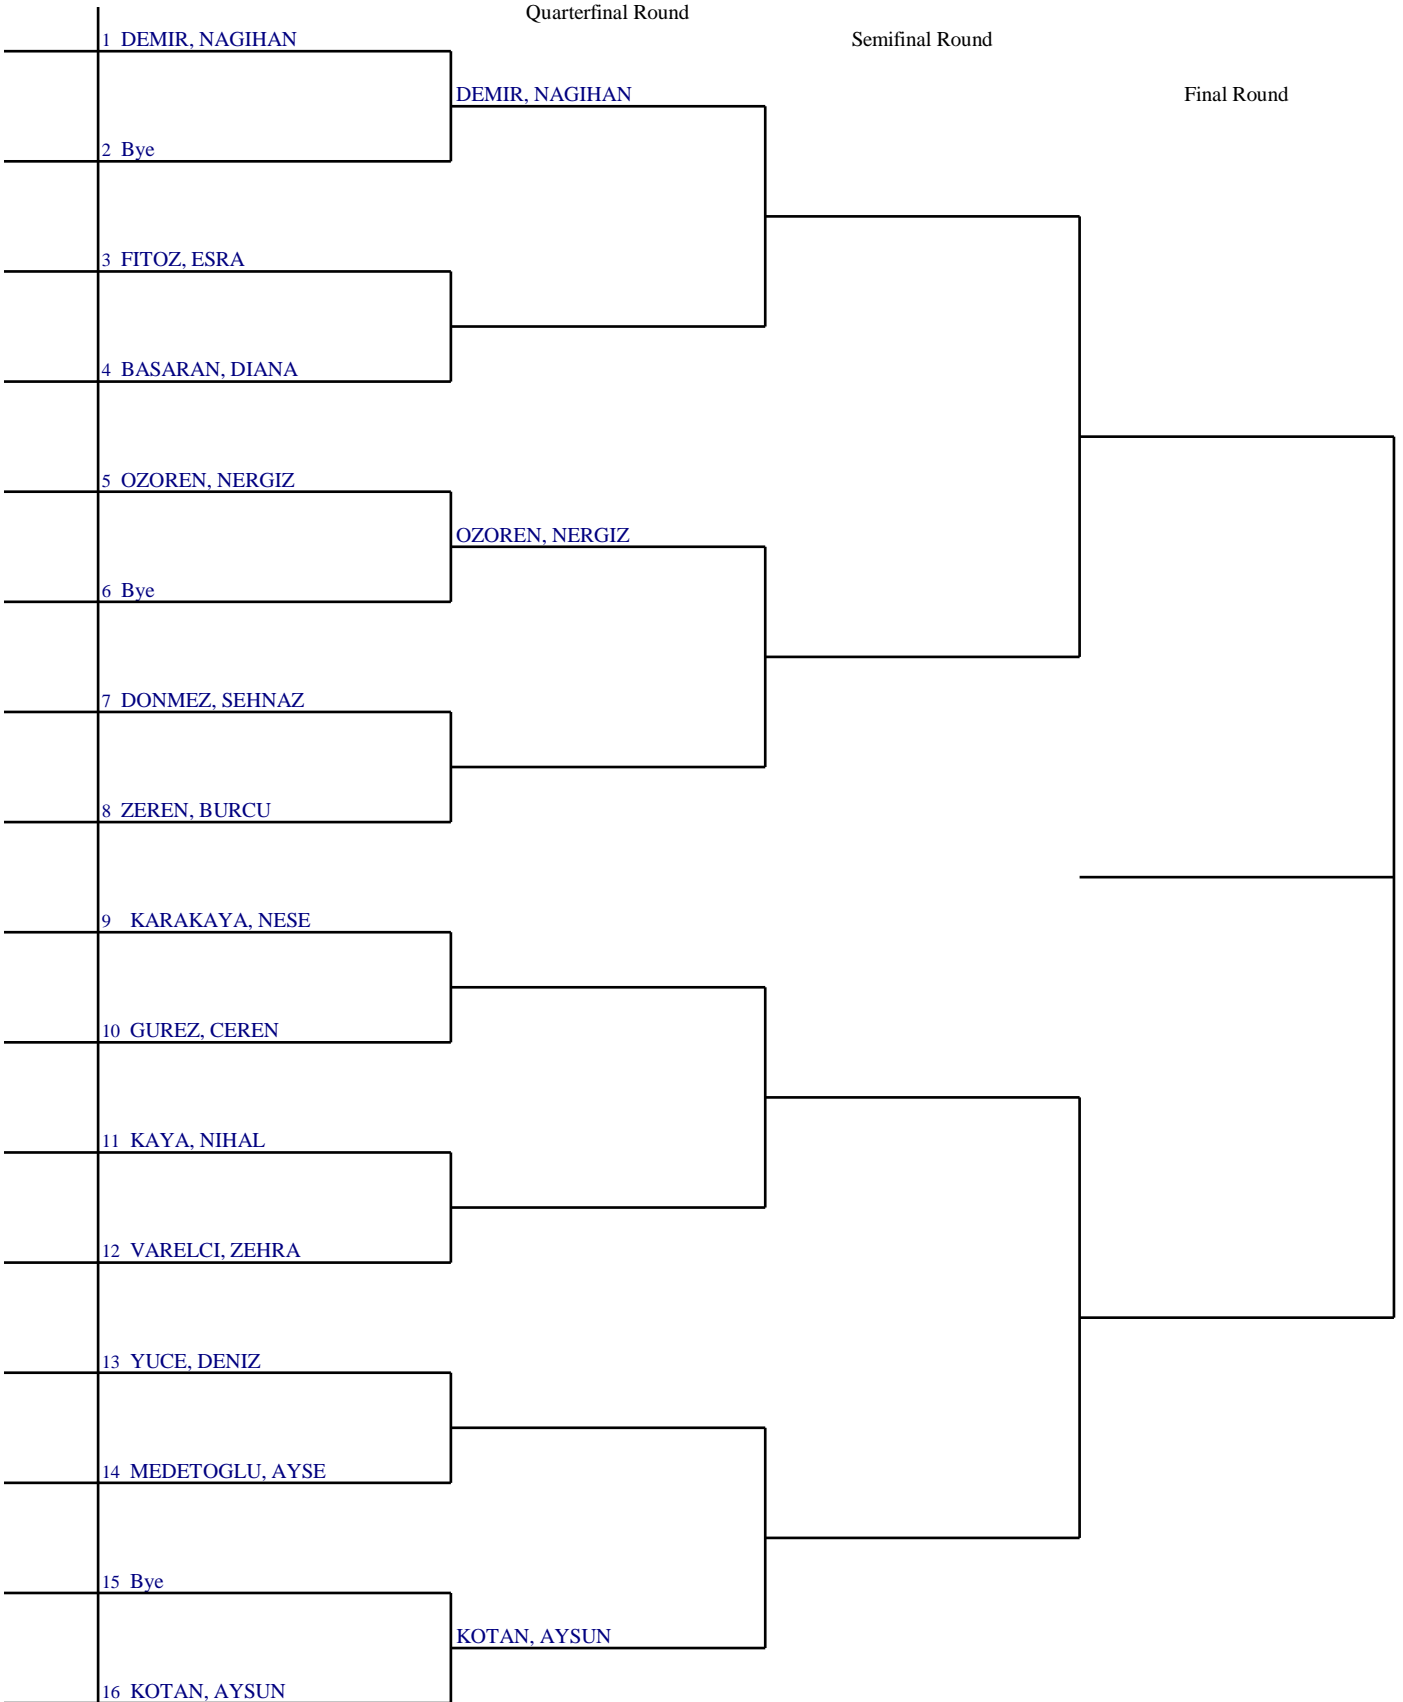 Quarterfinal Round
1 DEMIR, NAGIHAN
Semifinal Round
DEMIR, NAGIHAN
Final Round
2 Bye
3 FITOZ, ESRA
4 BASARAN, DIANA
5 OZOREN, NERGIZ
OZOREN, NERGIZ
6 Bye
7 DONMEZ, SEHNAZ
8 ZEREN, BURCU
9 KARAKAYA, NESE
10 GUREZ, CEREN
11 KAYA, NIHAL
12 VARELCI, ZEHRA
13 YUCE, DENIZ
14 MEDETOGLU, AYSE
15 Bye
KOTAN, AYSUN
16 KOTAN, AYSUN